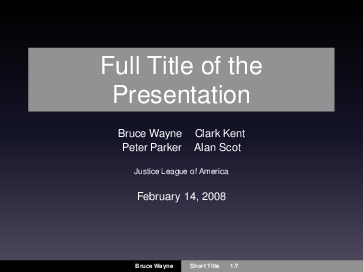 Full Title of the
Presentation
Bruce Wayne Clark Kent
Peter Parker Alan Scot
Justice League of America
February 14, 2008
Bruce Wayne Short Title 1/7